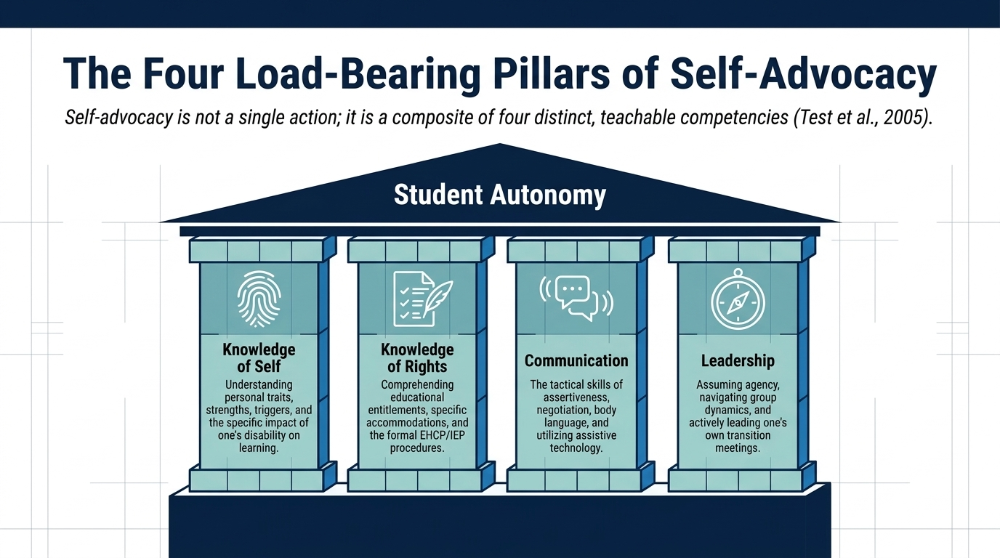 The Four Load-Bearing Pillars of Self-Advocacy
Self-advocacy is not a single action; it is a composite of four distinct, teachable competencies (Test et al., 2005).
Student Autonomy
Knowledge
of Self
Understanding
personal traits,
strengths, triggers, and
the specific impact of
one's disability on
learning.
Knowledge
of Rights
Comprehending
educational
entitlements, specific
accommodations, and
the formal EHCP/IEP
procedures.
Communication
The tactical skills of
assertiveness,
negotiation, body
language, and
utilizing assistive
technology.
Leadership
Assuming agency,
navigating group
dynamics, and
actively leading one's
own transition
meetings.